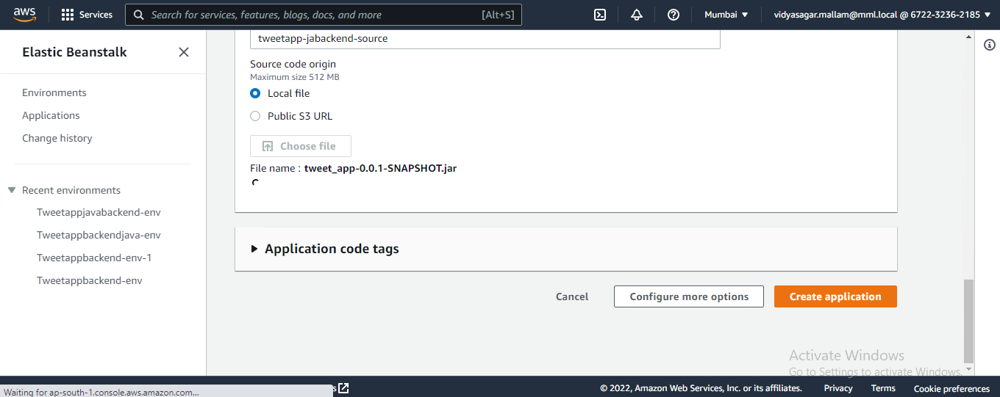 aws
Services
Search for services, features, blogs, docs, and more
[Alt+S]
Mumbai
vidyasagar.mallam@mml.local @ 6722-3236-2185
Elastic Beanstalk
Environments
Applications
Change history
Recent environments
Tweetappjavabackend-env
Tweetappbackendjava-env
Tweetappbackend-env-1
Tweetappbackend-env
tweetapp-jabackend-source
Source code origin
Maximum size 512 MB
Local file
Public S3 URL
Choose file
File name : tweet_app-0.0.1-SNAPSHOT.jar
Application code tags
Cancel
Configure more options
Create application
Activate Windows
Go to Settings to activate Windows.
Waiting for ap-south-1.console.aws.amazon.com...
© 2022, Amazon Web Services, Inc. or its affiliates.
Privacy
Terms
Cookie preferences